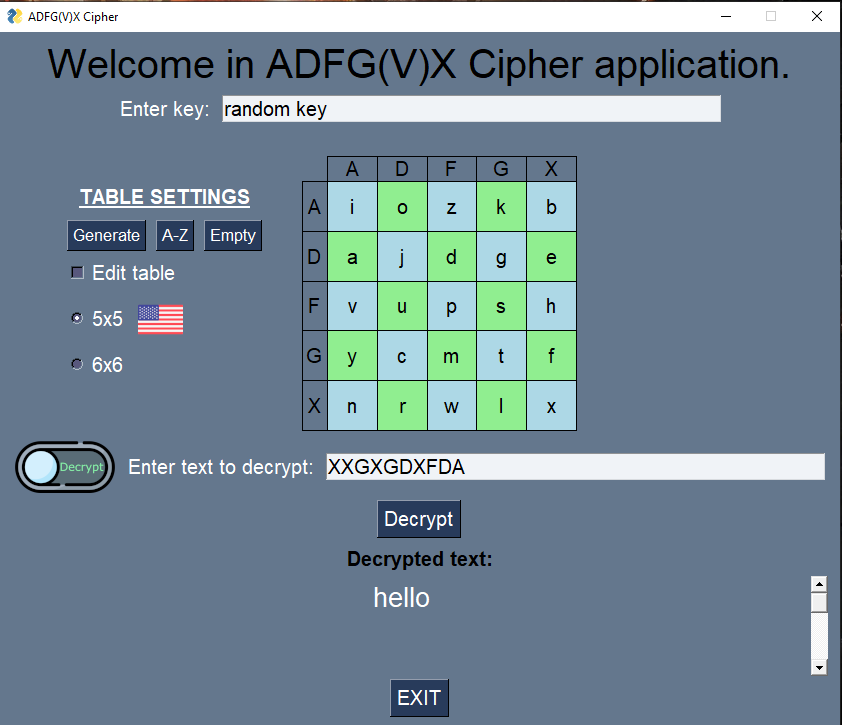 ADFG(V)X Cipher
Welcome in ADFG(V)X Cipher application.
Enter key: random key
A D F G X
TABLE SETTINGS
A i o z k b
Generate A-Z Empty
D a j d g e
Edit table
F v u p s h
5x5
G y c m t f
6x6
X n r w l x
Decrypt Enter text to decrypt: XXGXGDXFDA
Decrypt
Decrypted text:
hello
EXIT